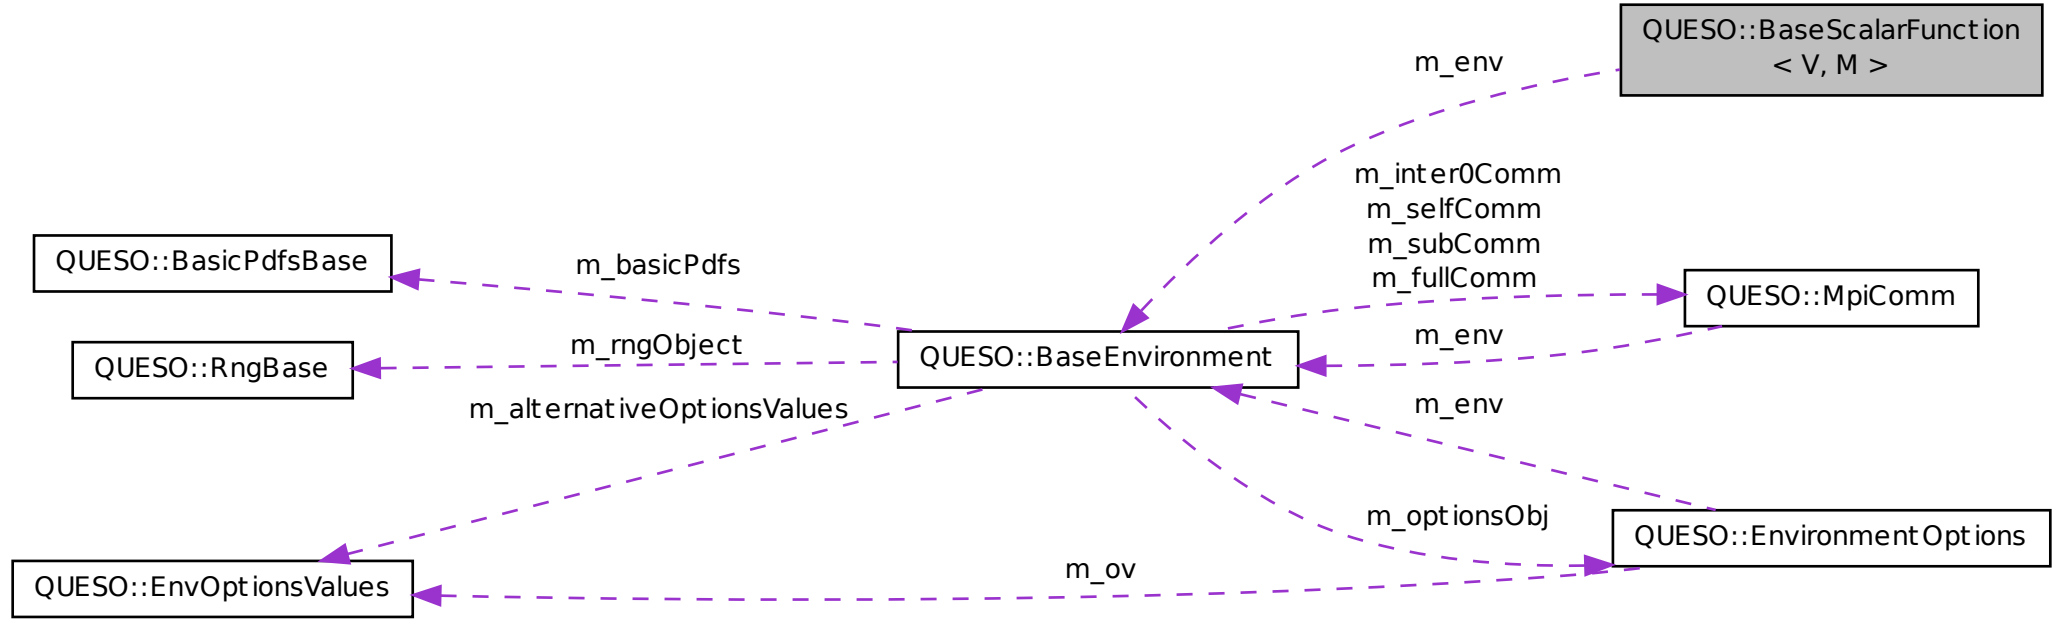 QUESO::BaseScalarFunction
< V, M >
m_env
m_inter0Comm
m_selfComm
m_subComm
m_fullComm
QUESO::BasicPdfsBase
m_basicPdfs
QUESO::MpiComm
m_env
m_rngObject
QUESO::RngBase
QUESO::BaseEnvironment
m_alternativeOptionsValues
m_env
m_optionsObj
QUESO::EnvironmentOptions
m_ov
QUESO::EnvOptionsValues